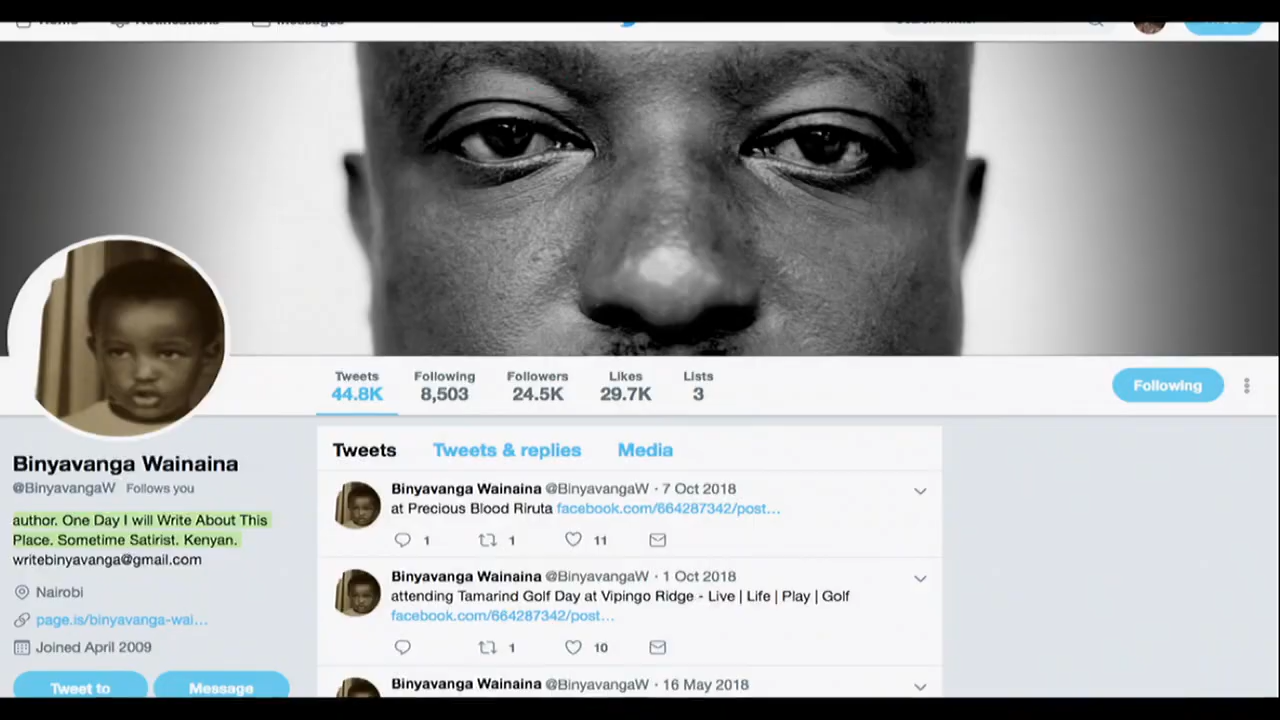 Home Notifications Messages
Search Twitter
Tweets Following Followers Likes Lists
44.8K 8,503 24.5K 29.7K 3
Following
Binyavanga Wainaina
@BinyavangaW Follows you
author. One Day I will Write About This
Place. Sometime Satirist. Kenyan.
writebinyavanga@gmail.com
Nairobi
page.is/binyavanga-wai...
Joined April 2009
Tweet to Message
Tweets Tweets & replies Media
Binyavanga Wainaina @BinyavangaW · 7 Oct 2018
at Precious Blood Riruta facebook.com/664287342/post...
1 1 11
Binyavanga Wainaina @BinyavangaW · 1 Oct 2018
attending Tamarind Golf Day at Vipingo Ridge - Live | Life | Play | Golf
facebook.com/664287342/post...
1 10
Binyavanga Wainaina @BinyavangaW · 16 May 2018